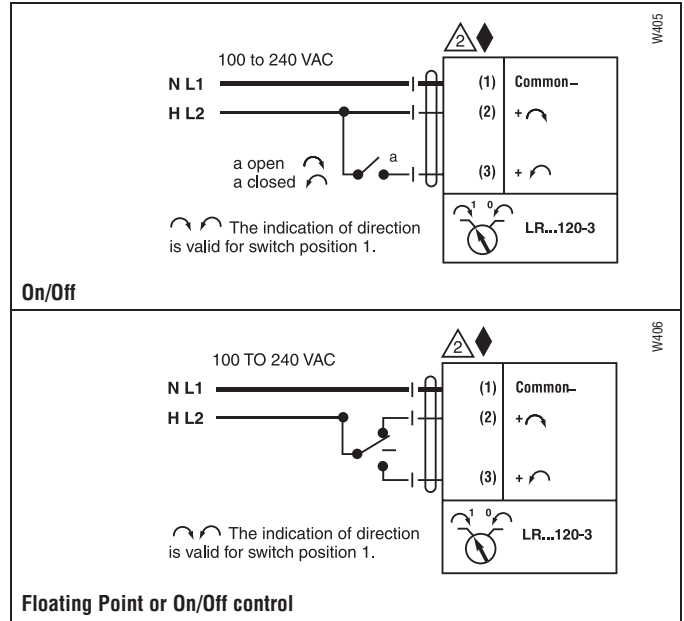 W405
2
100 to 240 VAC
N L1
(1) Common–
H L2
(2) +
a open
a
a closed
(3) +
The indication of direction
is valid for switch position 1.
1 0
LR...120-3
On/Off
W406
2
100 TO 240 VAC
N L1
(1) Common–
H L2
(2) +
(3) +
The indication of direction
is valid for switch position 1.
1 0
LR...120-3
Floating Point or On/Off control